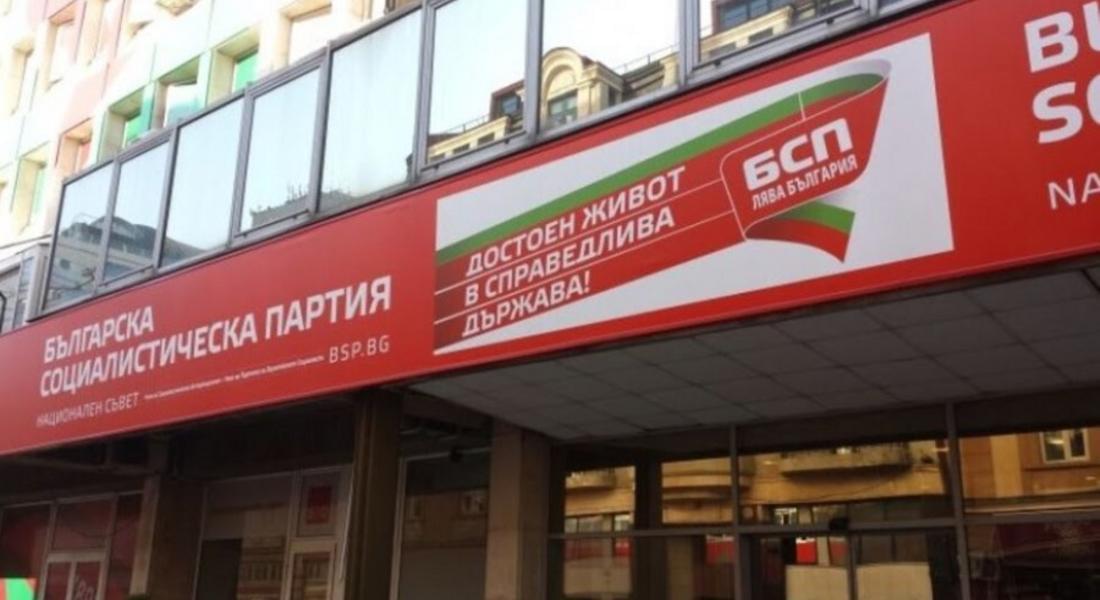 БЪЛГАРСКА
СОЦИАЛИСТИЧЕСКА ПАРТИЯ
НАЦИОНАЛЕН СЪВЕТ
BSP.BG
ДОСТОЕН ЖИВОТ
В СПРАВЕДЛИВА
ДЪРЖАВА!
БСП
ЛЯВА БЪЛГАРИЯ
BU
SO
NA